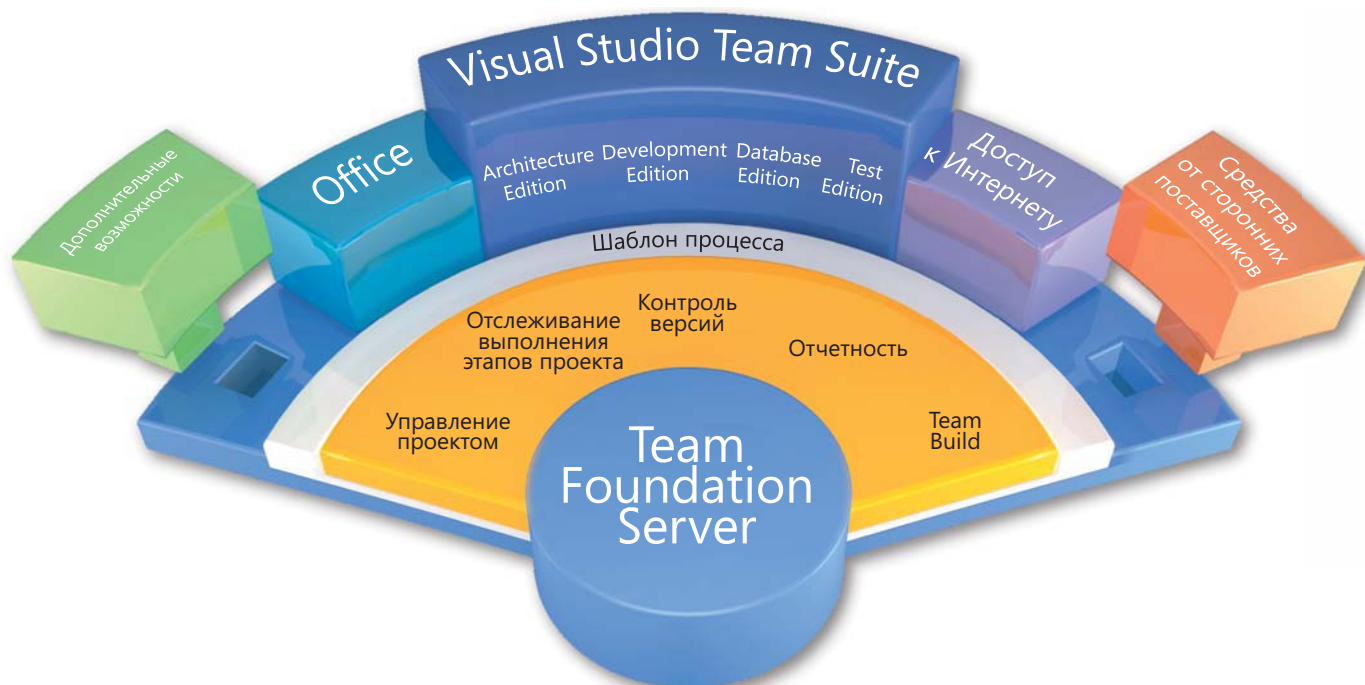 Visual Studio Team Suite
Дополнительные
возможности
Office
Architecture
Edition
Development
Edition
Database
Edition
Test
Edition
Доступ
к Интернету
Средства
от сторонних
поставщиков
Шаблон процесса
Управление
проектом
Отслеживание
выполнения
этапов проекта
Контроль
версий
Отчетность
Team
Build
Team
Foundation
Server